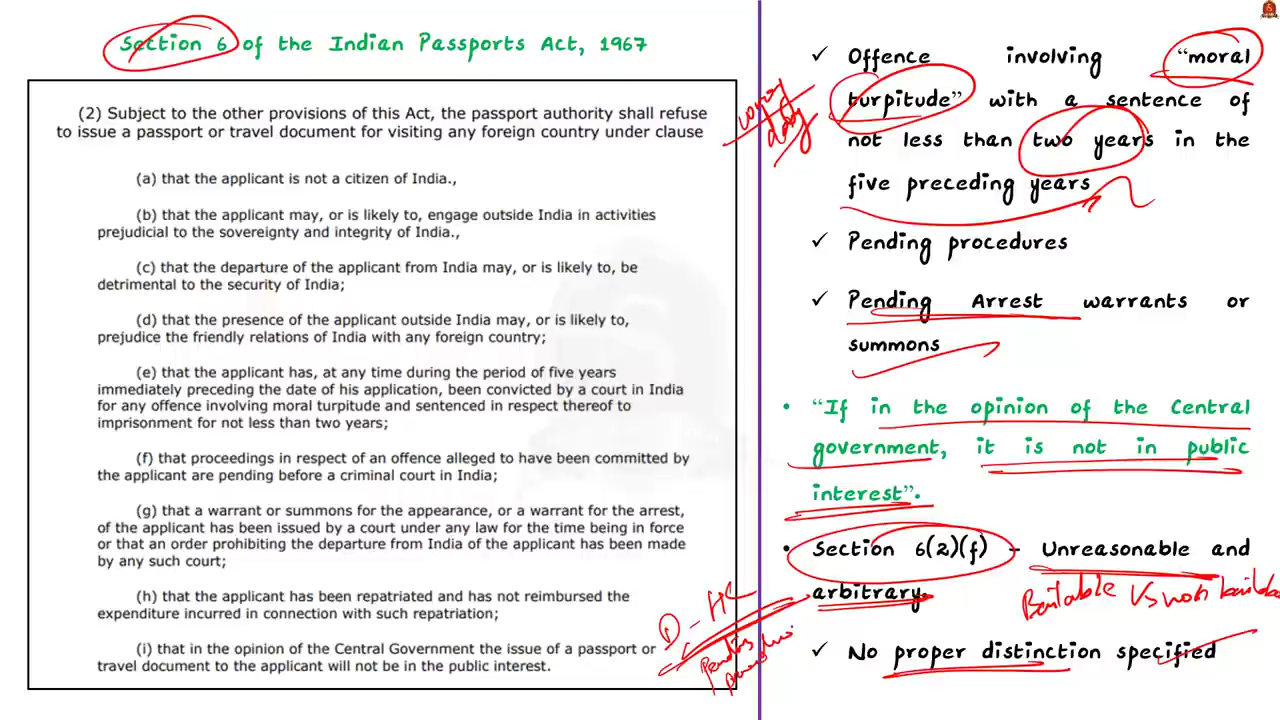 Section 6 of the Indian Passports Act, 1967
(2) Subject to the other provisions of this Act, the passport authority shall refuse
to issue a passport or travel document for visiting any foreign country under clause
(a) that the applicant is not a citizen of India.,
(b) that the applicant may, or is likely to, engage outside India in activities
prejudicial to the sovereignty and integrity of India.,
(c) that the departure of the applicant from India may, or is likely to, be
detrimental to the security of India;
(d) that the presence of the applicant outside India may, or is likely to,
prejudice the friendly relations of India with any foreign country;
(e) that the applicant has, at any time during the period of five years
immediately preceding the date of his application, been convicted by a court in India
for any offence involving moral turpitude and sentenced in respect thereof to
imprisonment for not less than two years;
(f) that proceedings in respect of an offence alleged to have been committed by
the applicant are pending before a criminal court in India;
(g) that a warrant or summons for the appearance, or a warrant for the arrest,
of the applicant has been issued by a court under any law for the time being in force
or that an order prohibiting the departure from India of the applicant has been made
by any such court;
(h) that the applicant has been repatriated and has not reimbursed the
expenditure incurred in connection with such repatriation;
(i) that in the opinion of the Central Government the issue of a passport or
travel document to the applicant will not be in the public interest.
D-HC
✓ Offence involving “moral
turpitude” with a sentence of
not less than two years in the
five preceding years
✓ Pending procedures
✓ Pending Arrest warrants or
summons
• “If in the opinion of the Central
government, it is not in public
interest”.
• Section 6(2)(f) - Unreasonable and
arbitrary.
Bailable Vs non
✓ No proper distinction specified